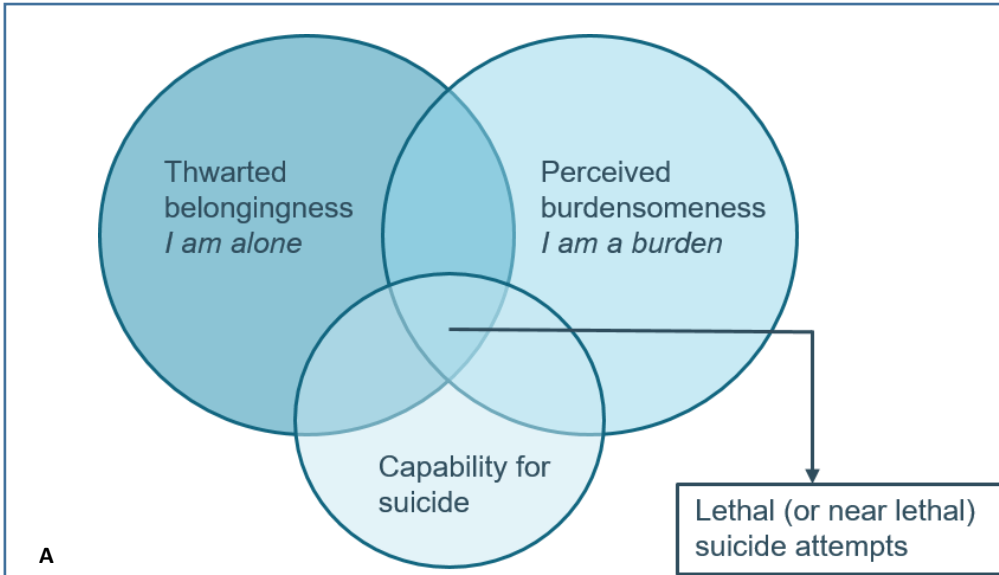 Thwarted
belongingness
I am alone
Perceived
burdensomeness
I am a burden
Capability for
suicide
Lethal (or near lethal)
suicide attempts
A